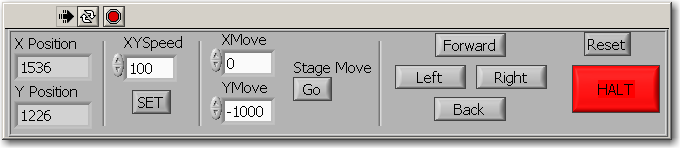 X Position
1536
Y Position
1226
XYSpeed
100
SET
XMove
0
YMove
-1000
Stage Move
Go
Forward
Left
Right
Back
Reset
HALT